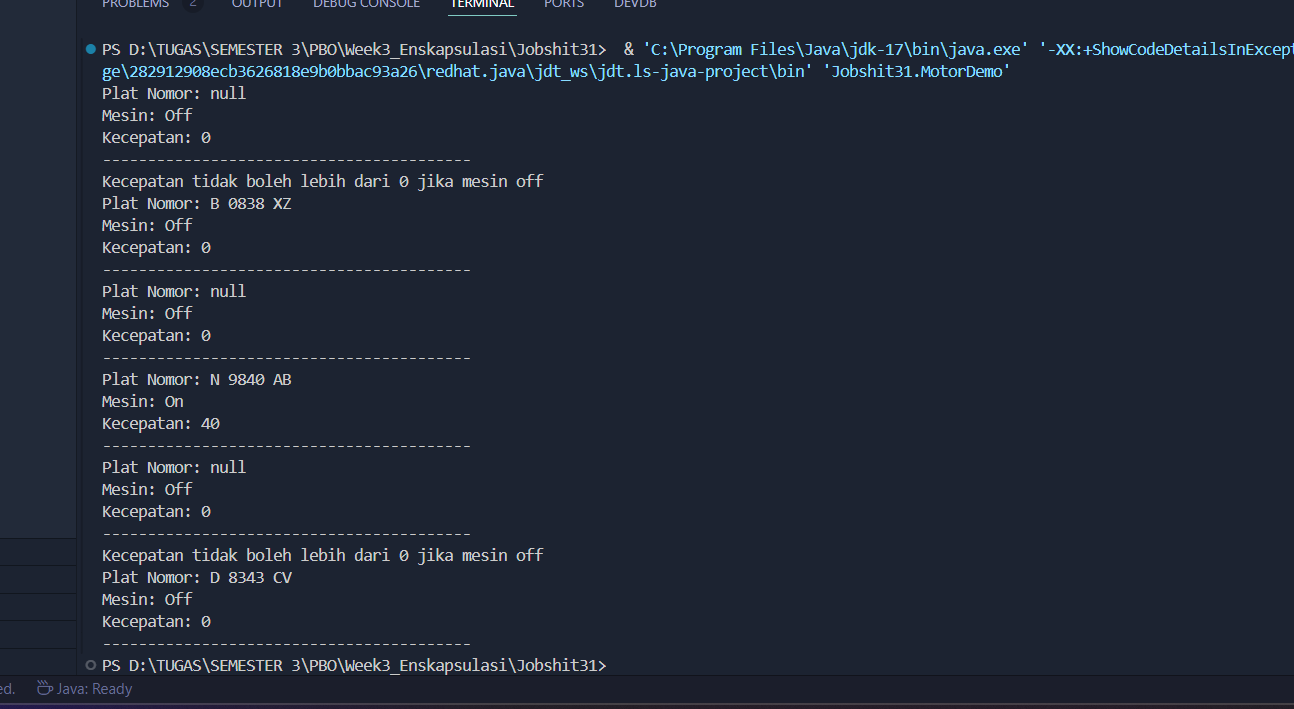 PROBLEMS 2 OUTPUT DEBUG CONSOLE TERMINAL PORTS DEVDB
PS D:\TUGAS\SEMESTER 3\PBO\Week3_Enskapulasi\Jobshit31>  & 'C:\Program Files\Java\jdk-17\bin\java.exe' '-XX:+ShowCodeDetailsInExcept
ge\282912908ecb3626818e9b0bbac93a26\redhat.java\jdt_ws\jdt.ls-java-project\bin' 'Jobshit31.MotorDemo'
Plat Nomor: null
Mesin: Off
Kecepatan: 0
-----------------------------------------
Kecepatan tidak boleh lebih dari 0 jika mesin off
Plat Nomor: B 0838 XZ
Mesin: Off
Kecepatan: 0
-----------------------------------------
Plat Nomor: null
Mesin: Off
Kecepatan: 0
-----------------------------------------
Plat Nomor: N 9840 AB
Mesin: On
Kecepatan: 40
-----------------------------------------
Plat Nomor: null
Mesin: Off
Kecepatan: 0
-----------------------------------------
Kecepatan tidak boleh lebih dari 0 jika mesin off
Plat Nomor: D 8343 CV
Mesin: Off
Kecepatan: 0
-----------------------------------------
PS D:\TUGAS\SEMESTER 3\PBO\Week3_Enskapulasi\Jobshit31>
ed. Java: Ready